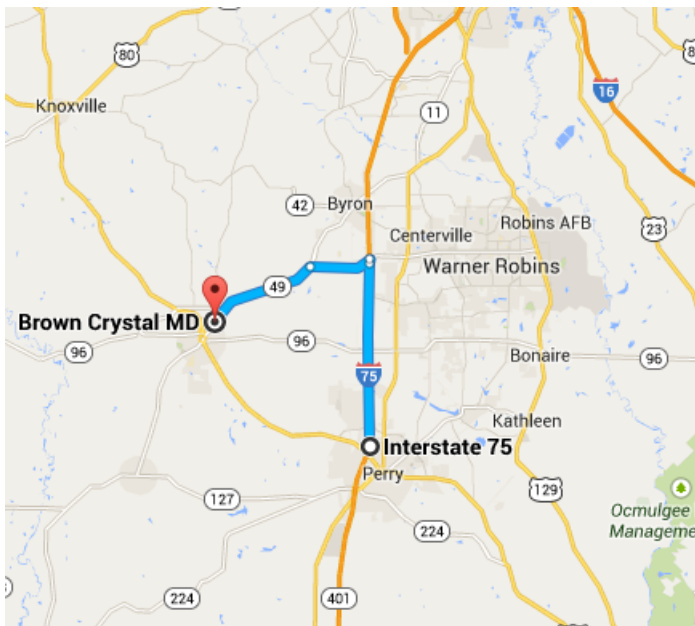 80
16
Knoxville
11
42
Byron
Robins AFB
23
Centerville
Warner Robins
49
Brown Crystal MD
96
96
Bonaire
96
75
Kathleen
Interstate 75
Perry
127
129
Ocmulgee
Manageme
224
224
401